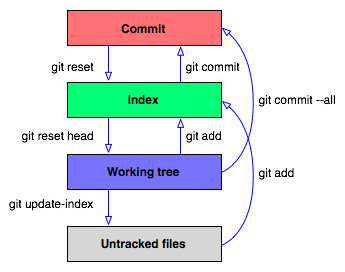 Commit
git reset
git commit
Index
git commit --all
git reset head
git add
Working tree
git add
git update-index
Untracked files